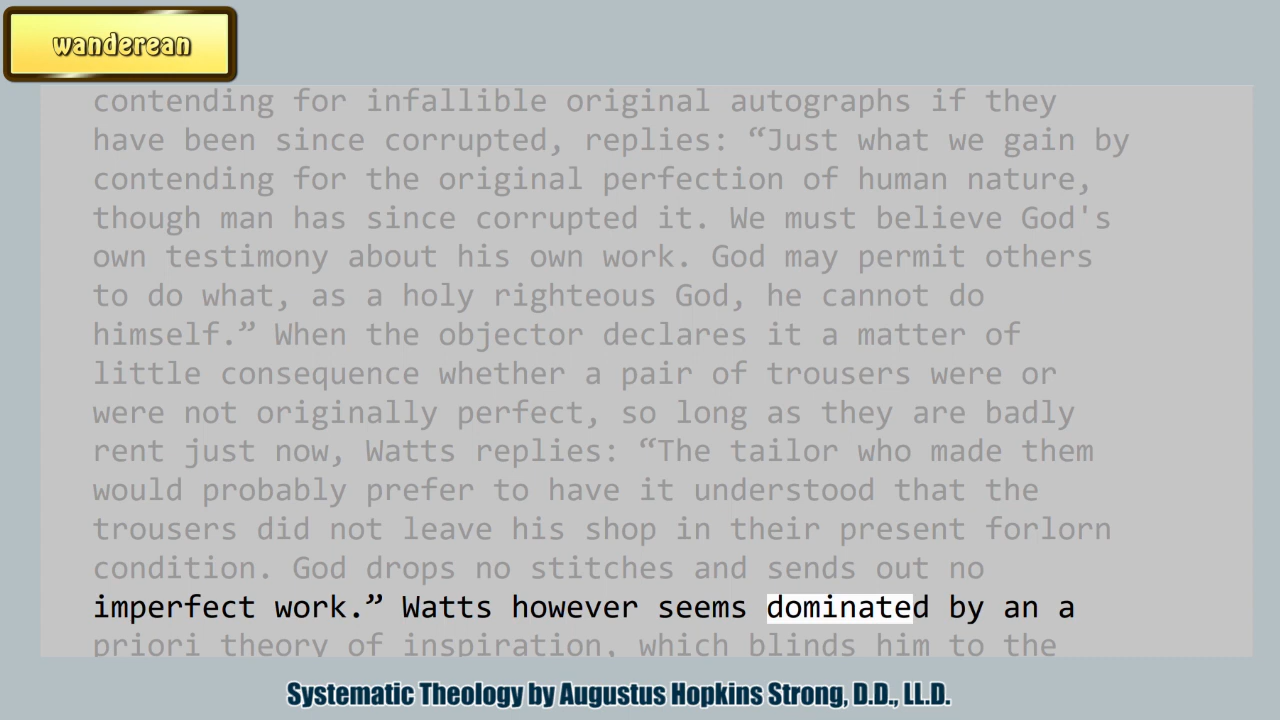 wanderean
contending for infallible original autographs if they
have been since corrupted, replies: “Just what we gain by
contending for the original perfection of human nature,
though man has since corrupted it. We must believe God's
own testimony about his own work. God may permit others
to do what, as a holy righteous God, he cannot do
himself.” When the objector declares it a matter of
little consequence whether a pair of trousers were or
were not originally perfect, so long as they are badly
rent just now, Watts replies: “The tailor who made them
would probably prefer to have it understood that the
trousers did not leave his shop in their present forlorn
condition. God drops no stitches and sends out no
imperfect work.” Watts however seems dominated by an a
priori theory of inspiration, which blinds him to the
Systematic Theology by Augustus Hopkins Strong, D.D., LL.D.